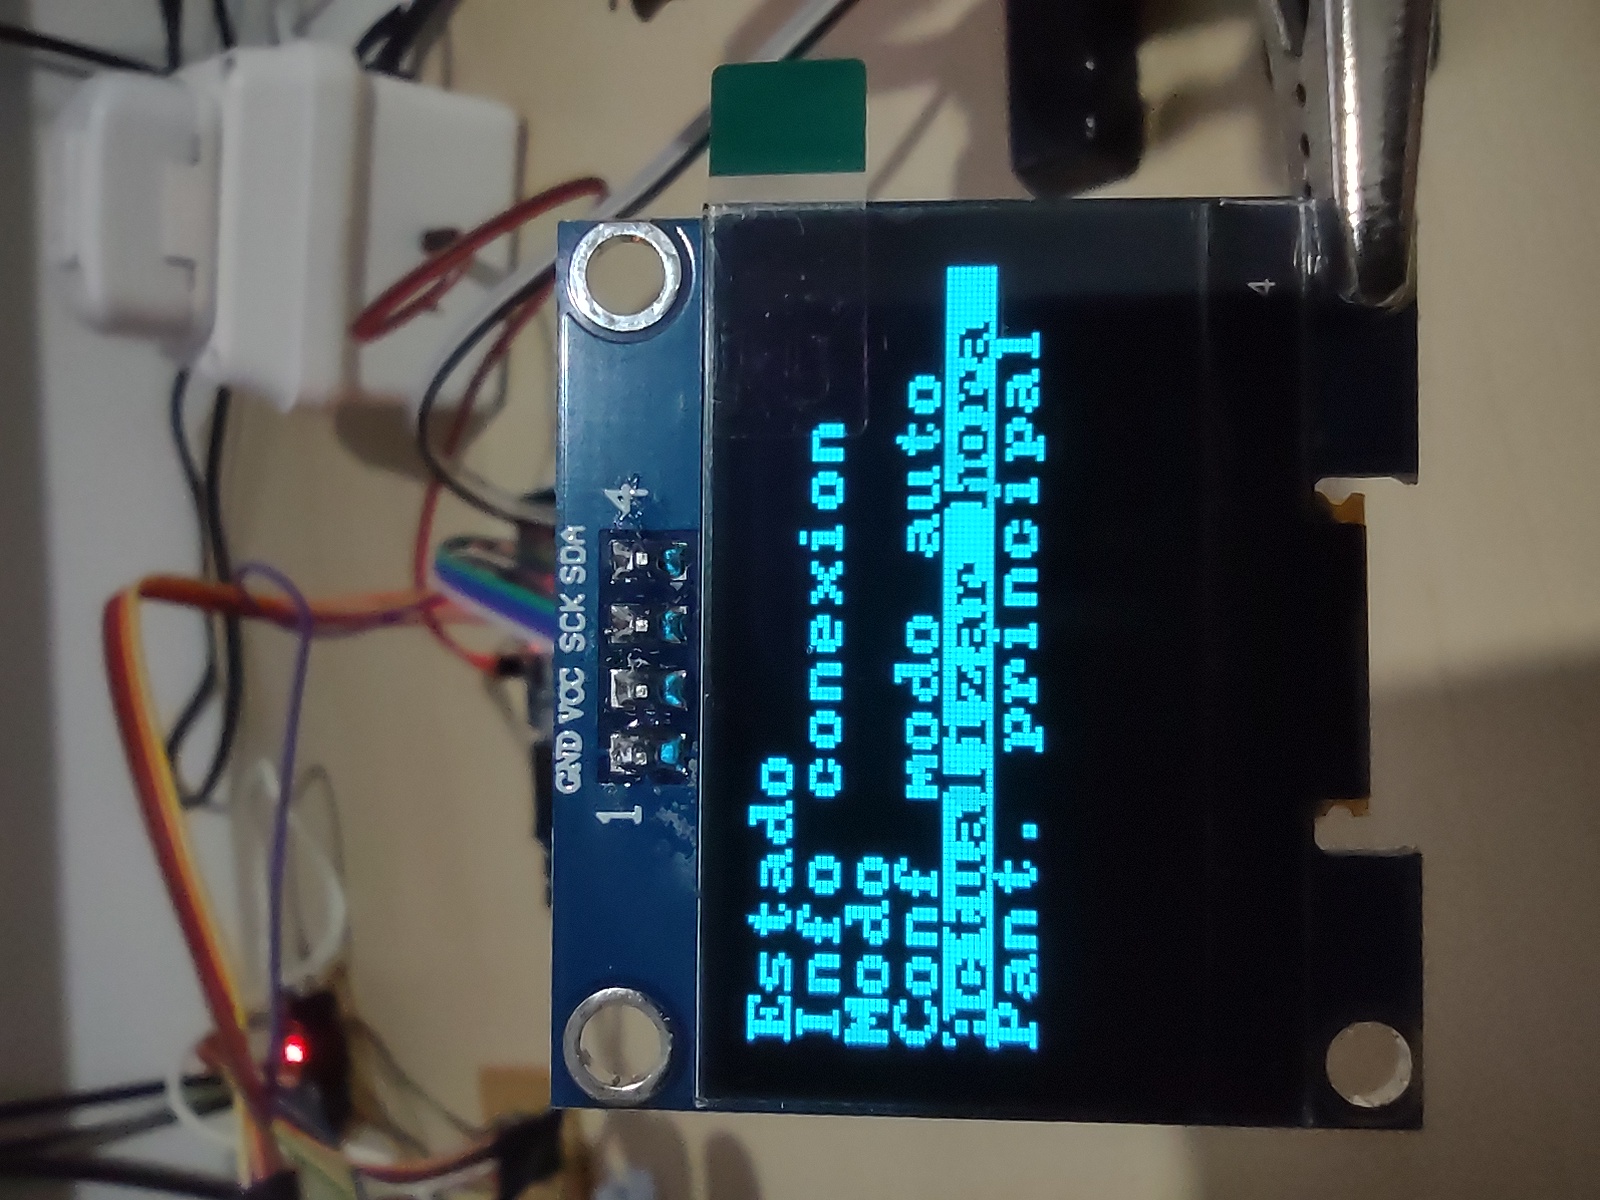 GND VCC SCK SDA
1 4
Estado
Info conexion
Modo
Conf modo auto
Actualizar hora
Pant. principal
4